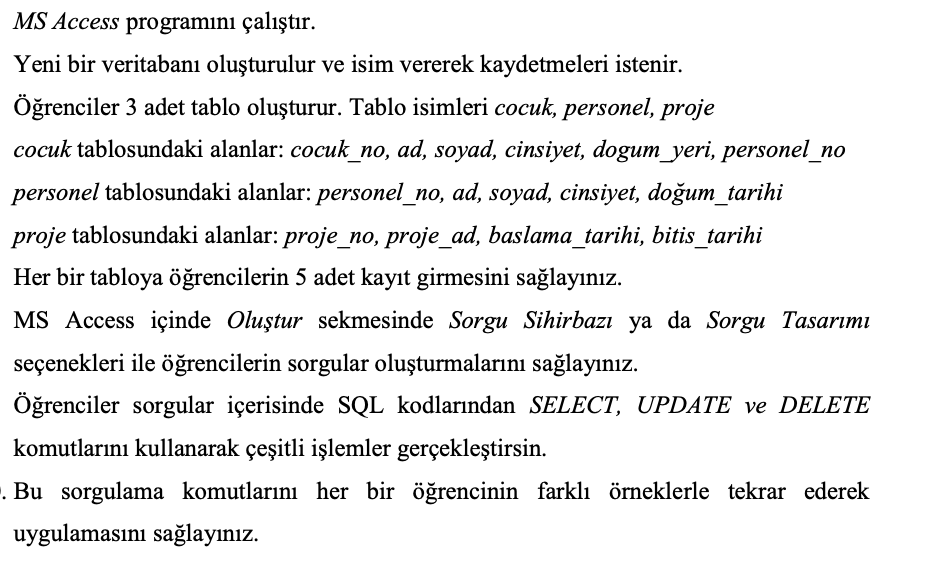 MS Access programını çalıştır.
Yeni bir veritabanı oluşturulur ve isim vererek kaydetmeleri istenir.
Öğrenciler 3 adet tablo oluşturur. Tablo isimleri cocuk, personel, proje
cocuk tablosundaki alanlar: cocuk_no, ad, soyad, cinsiyet, dogum_yeri, personel_no
personel tablosundaki alanlar: personel_no, ad, soyad, cinsiyet, doğum_tarihi
proje tablosundaki alanlar: proje_no, proje_ad, baslama_tarihi, bitis_tarihi
Her bir tabloya öğrencilerin 5 adet kayıt girmesini sağlayınız.
MS Access içinde Oluştur sekmesinde Sorgu Sihirbazı ya da Sorgu Tasarımı
seçenekleri ile öğrencilerin sorgular oluşturmalarını sağlayınız.
Öğrenciler sorgular içerisinde SQL kodlarından SELECT, UPDATE ve DELETE
komutlarını kullanarak çeşitli işlemler gerçekleştirsin.
. Bu sorgulama komutlarını her bir öğrencinin farklı örneklerle tekrar ederek
uygulamasını sağlayınız.